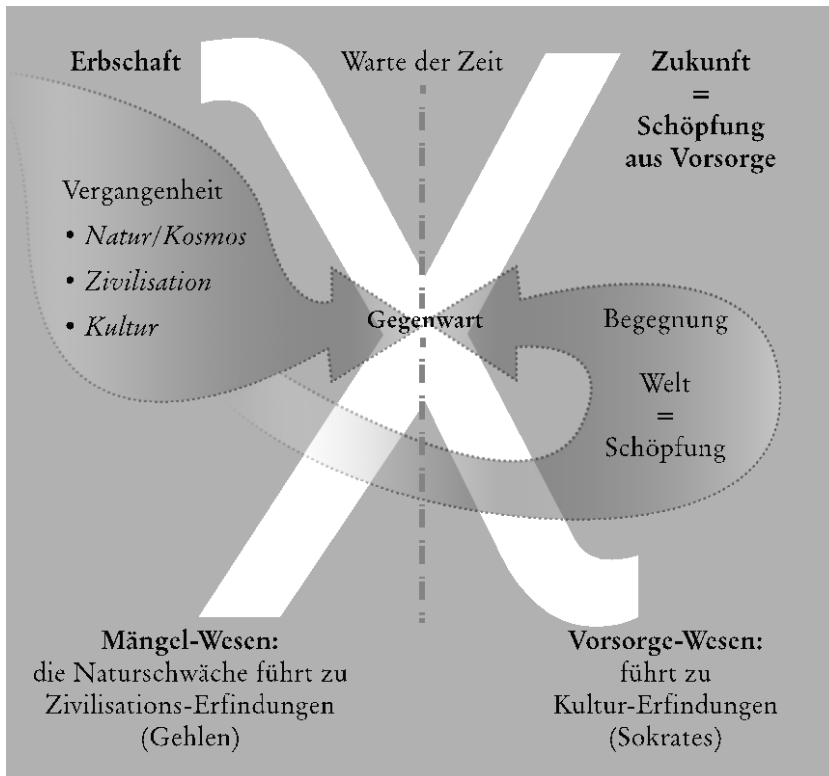 Erbschaft
Warte der Zeit
Zukunft
=
Schöpfung
aus Vorsorge
Vergangenheit
• Natur/Kosmos
• Zivilisation
• Kultur
Gegenwart
Begegnung
Welt
=
Schöpfung
Mängel-Wesen:
die Naturschwäche führt zu
Zivilisations-Erfindungen
(Gehlen)
Vorsorge-Wesen:
führt zu
Kultur-Erfindungen
(Sokrates)